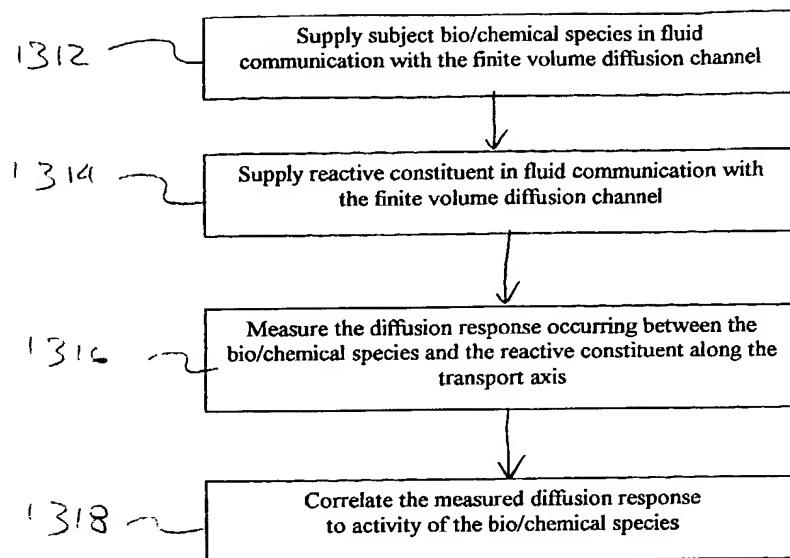 1312
Supply subject bio/chemical species in fluid
communication with the finite volume diffusion channel
1314
Supply reactive constituent in fluid communication with
the finite volume diffusion channel
1316
Measure the diffusion response occurring between the
bio/chemical species and the reactive constituent along the
transport axis
1318
Correlate the measured diffusion response
to activity of the bio/chemical species